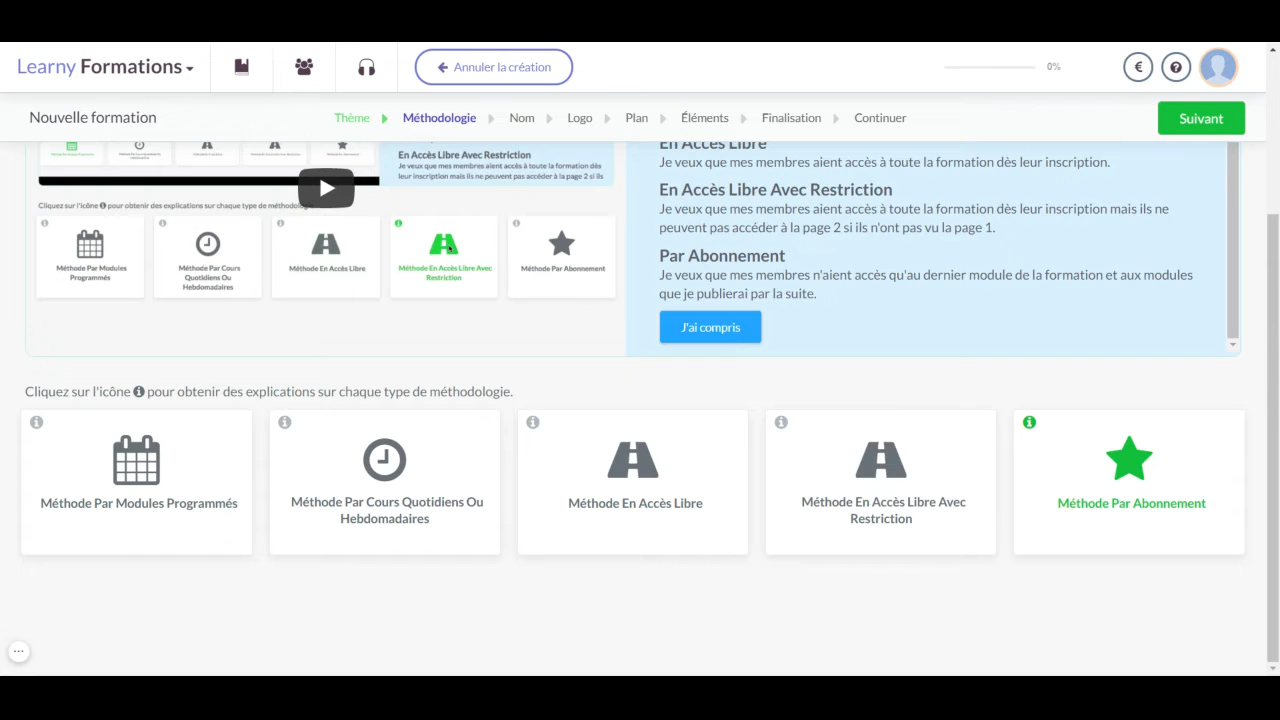 Learny Formations
Annuler la création
0%
€
Nouvelle formation
Thème
Méthodologie
Nom
Logo
Plan
Éléments
Finalisation
Continuer
Suivant
En Accès Libre Avec Restriction
Je veux que mes membres aient accès à toute la formation dès
leur inscription mais ils ne peuvent pas accéder à la page 2 si ils
Cliquez sur l'icône pour obtenir des explications sur chaque type de méthodologie.
Méthode Par Modules
Programmés
Méthode Par Cours
Quotidiens Ou
Hebdomadaires
Méthode En Accès Libre
Méthode En Accès Libre Avec
Restriction
Méthode Par Abonnement
En Accès Libre
Je veux que mes membres aient accès à toute la formation dès leur inscription.
En Accès Libre Avec Restriction
Je veux que mes membres aient accès à toute la formation dès leur inscription mais ils ne
peuvent pas accéder à la page 2 si ils n'ont pas vu la page 1.
Par Abonnement
Je veux que mes membres n'aient accès qu'au dernier module de la formation et aux modules
que je publierai par la suite.
J'ai compris
Cliquez sur l'icône pour obtenir des explications sur chaque type de méthodologie.
Méthode Par Modules Programmés
Méthode Par Cours Quotidiens Ou
Hebdomadaires
Méthode En Accès Libre
Méthode En Accès Libre Avec
Restriction
Méthode Par Abonnement